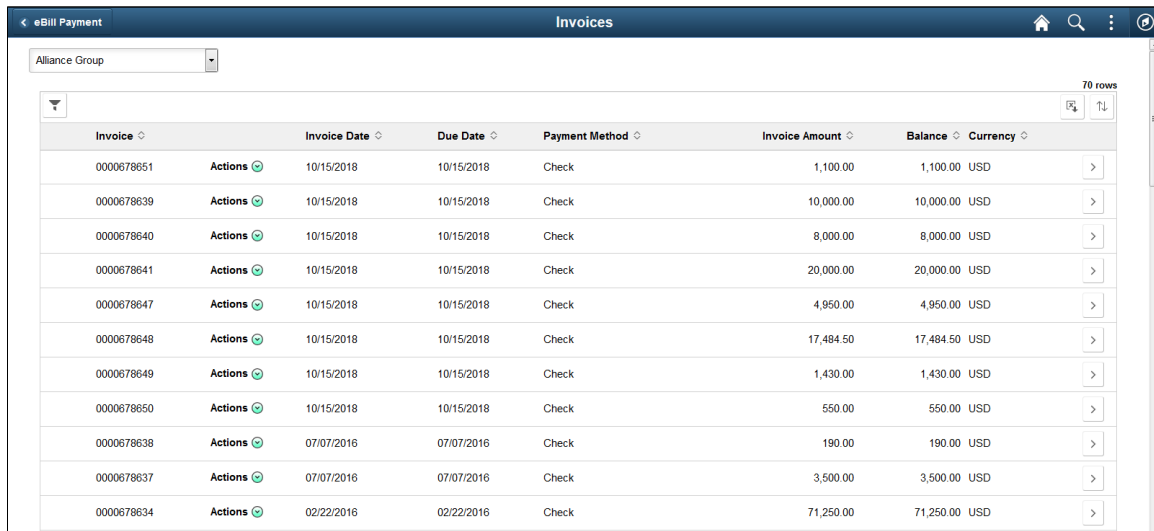 eBill Payment Invoices
Alliance Group
70 rows
Invoice Invoice Date Due Date Payment Method Invoice Amount Balance Currency
0000678651 Actions 10/15/2018 10/15/2018 Check 1,100.00 1,100.00 USD
0000678639 Actions 10/15/2018 10/15/2018 Check 10,000.00 10,000.00 USD
0000678640 Actions 10/15/2018 10/15/2018 Check 8,000.00 8,000.00 USD
0000678641 Actions 10/15/2018 10/15/2018 Check 20,000.00 20,000.00 USD
0000678647 Actions 10/15/2018 10/15/2018 Check 4,950.00 4,950.00 USD
0000678648 Actions 10/15/2018 10/15/2018 Check 17,484.50 17,484.50 USD
0000678649 Actions 10/15/2018 10/15/2018 Check 1,430.00 1,430.00 USD
0000678650 Actions 10/15/2018 10/15/2018 Check 550.00 550.00 USD
0000678638 Actions 07/07/2016 07/07/2016 Check 190.00 190.00 USD
0000678637 Actions 07/07/2016 07/07/2016 Check 3,500.00 3,500.00 USD
0000678634 Actions 02/22/2016 02/22/2016 Check 71,250.00 71,250.00 USD